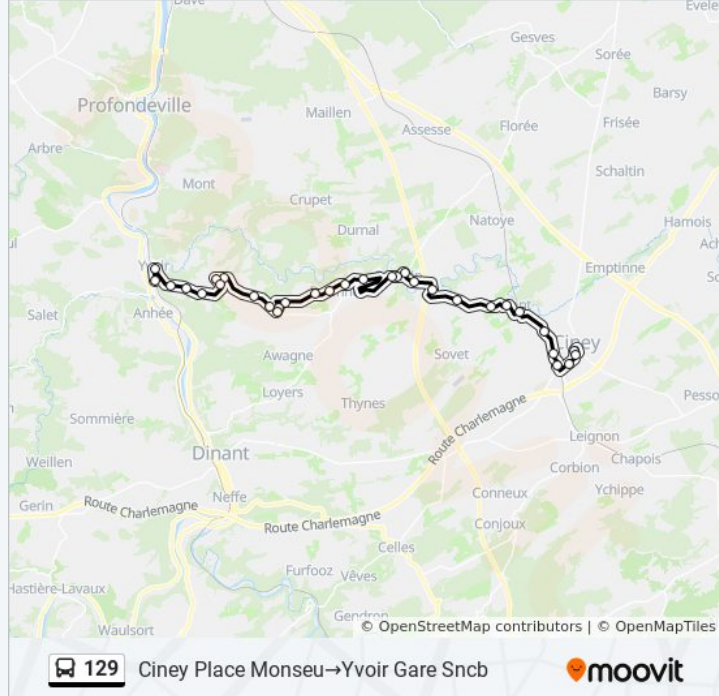 Dave
Evele
Gesves
Sorée
Profondeville
Maillen
Barsy
Florée
Frisée
Assesse
Arbre
Schaltin
Mont
Crupet
Natoye
Hamois
Durnal
Ach
Emptinne
Salet
Anhée
Ciney
Awagne
Sovet
Loyers
Pesso
Thynes
Sommière
Route Charlemagne
Leignon
Dinant
Corbion
Chapois
Weillen
Neffe
Conneux
Ychippe
Gerin
Route Charlemagne
Route Charlemagne
Conjoux
Celles
Furfooz
Vêves
Hastière-Lavaux
Gendron
Waulsort
© OpenStreetMap contributors | © OpenMapTiles
129 Ciney Place Monseu→Yvoir Gare Sncb moovit